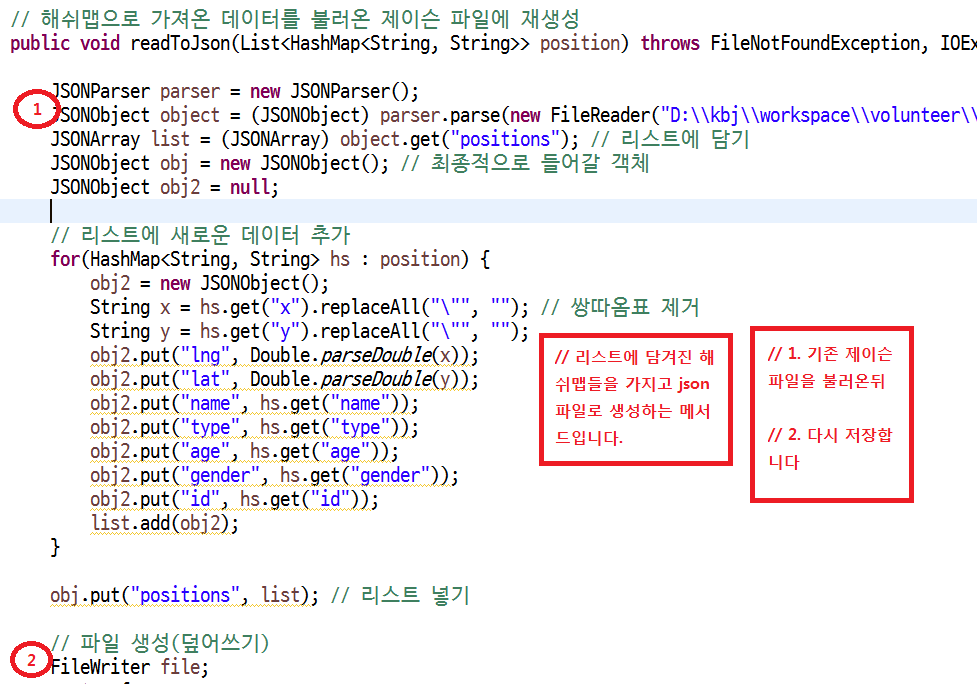 // 해쉬맵으로 가져온 데이터를 불러온 제이슨 파일에 재생성
public void readToJson(List<HashMap<String, String>> position) throws FileNotFoundException, IOEx
JSONParser parser = new JSONParser();
1
JSONObject object = (JSONObject) parser.parse(new FileReader("D:\\kbj\\workspace\\volunteer\\
JSONArray list = (JSONArray) object.get("positions"); // 리스트에 담기
JSONObject obj = new JSONObject(); // 최종적으로 들어갈 객체
JSONObject obj2 = null;
// 리스트에 새로운 데이터 추가
for(HashMap<String, String> hs : position) {
obj2 = new JSONObject();
String x = hs.get("x").replaceAll("\"", ""); // 쌍따옴표 제거
String y = hs.get("y").replaceAll("\"", "");
obj2.put("lng", Double.parseDouble(x));
obj2.put("lat", Double.parseDouble(y));
obj2.put("name", hs.get("name"));
obj2.put("type", hs.get("type"));
obj2.put("age", hs.get("age"));
obj2.put("gender", hs.get("gender"));
obj2.put("id", hs.get("id"));
list.add(obj2);
}
// 리스트에 담겨진 해
쉬맵들을 가지고 json
파일로 생성하는 메서
드입니다.
// 1. 기존 제이슨
파일을 불러온뒤
// 2. 다시 저장합
니다
obj.put("positions", list); // 리스트 넣기
// 파일 생성(덮어쓰기)
2
FileWriter file;